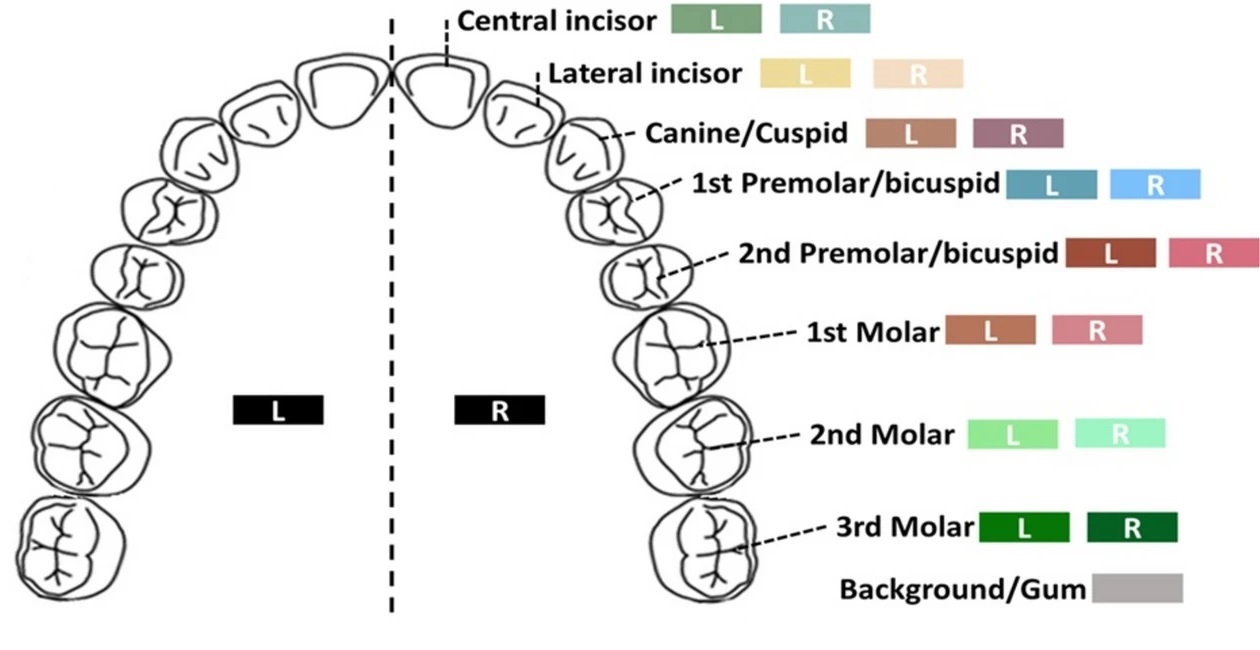 Central incisor L R
Lateral incisor L R
Canine/Cuspid L R
1st Premolar/bicuspid L R
2nd Premolar/bicuspid L R
1st Molar L R
L R
2nd Molar L R
3rd Molar L R
Background/Gum